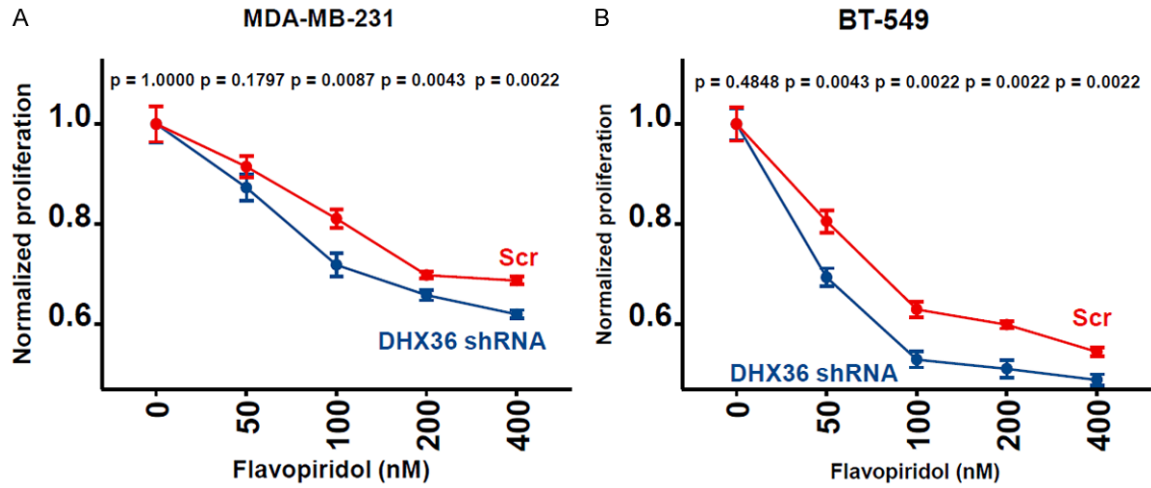 A
MDA-MB-231
p = 1.0000 p = 0.1797 p = 0.0087 p = 0.0043 p = 0.0022
Normalized proliferation
1.0
0.8
0.6
Scr
DHX36 shRNA
0 50 100 200 400
Flavopiridol (nM)
B
BT-549
p = 0.4848 p = 0.0043 p = 0.0022 p = 0.0022 p = 0.0022
Normalized proliferation
1.0
0.8
0.6
Scr
DHX36 shRNA
0 50 100 200 400
Flavopiridol (nM)